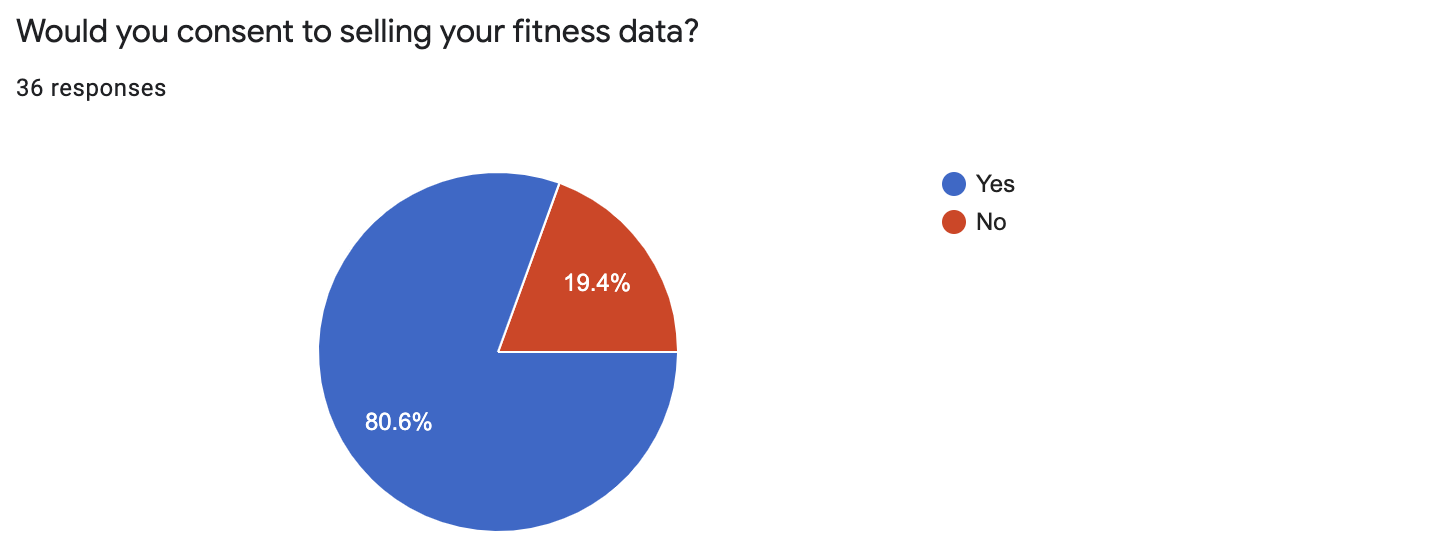 Would you consent to selling your fitness data?
36 responses
Yes
No
19.4%
80.6%